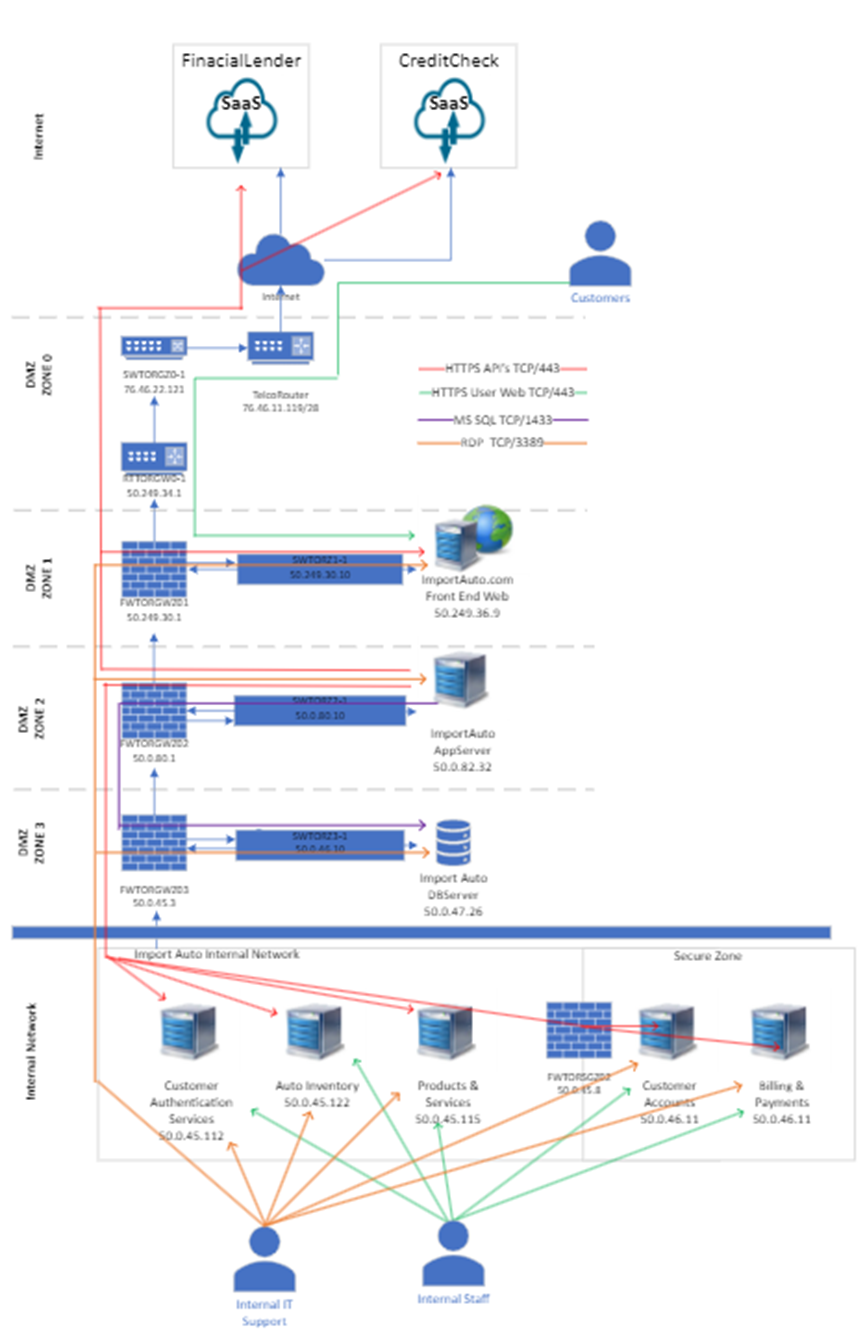 FinacialLender
CreditCheck
SaaS
SaaS
Internet
Internet
Customers
DMZ
ZONE 0
SWTORGZ0-1
76.46.22.121
TelcoRouter
76.46.11.119/28
HTTPS API's TCP/443
HTTPS User Web TCP/443
MS SQL TCP/1433
RDP TCP/3389
RTTORGW0-1
50.249.34.1
DMZ
ZONE 1
SWTORZ1-1
50.249.30.10
FWTORGWZ01
50.249.30.1
ImportAuto.com
Front End Web
50.249.36.9
DMZ
ZONE 2
SWTORZ2-1
50.0.80.10
FWTORGWZ02
50.0.80.1
ImportAuto
AppServer
50.0.82.32
DMZ
ZONE 3
SWTORZ3-1
50.0.46.10
FWTORGWZ03
50.0.45.3
Import Auto
DBServer
50.0.47.26
Import Auto Internal Network
Secure Zone
Internal Network
Customer
Authentication
Services
50.0.45.112
Auto Inventory
50.0.45.122
Products &
Services
50.0.45.115
50.0.45.8
Customer
Accounts
50.0.46.11
Billing &
Payments
50.0.46.11
Internal IT
Support
Internal Staff